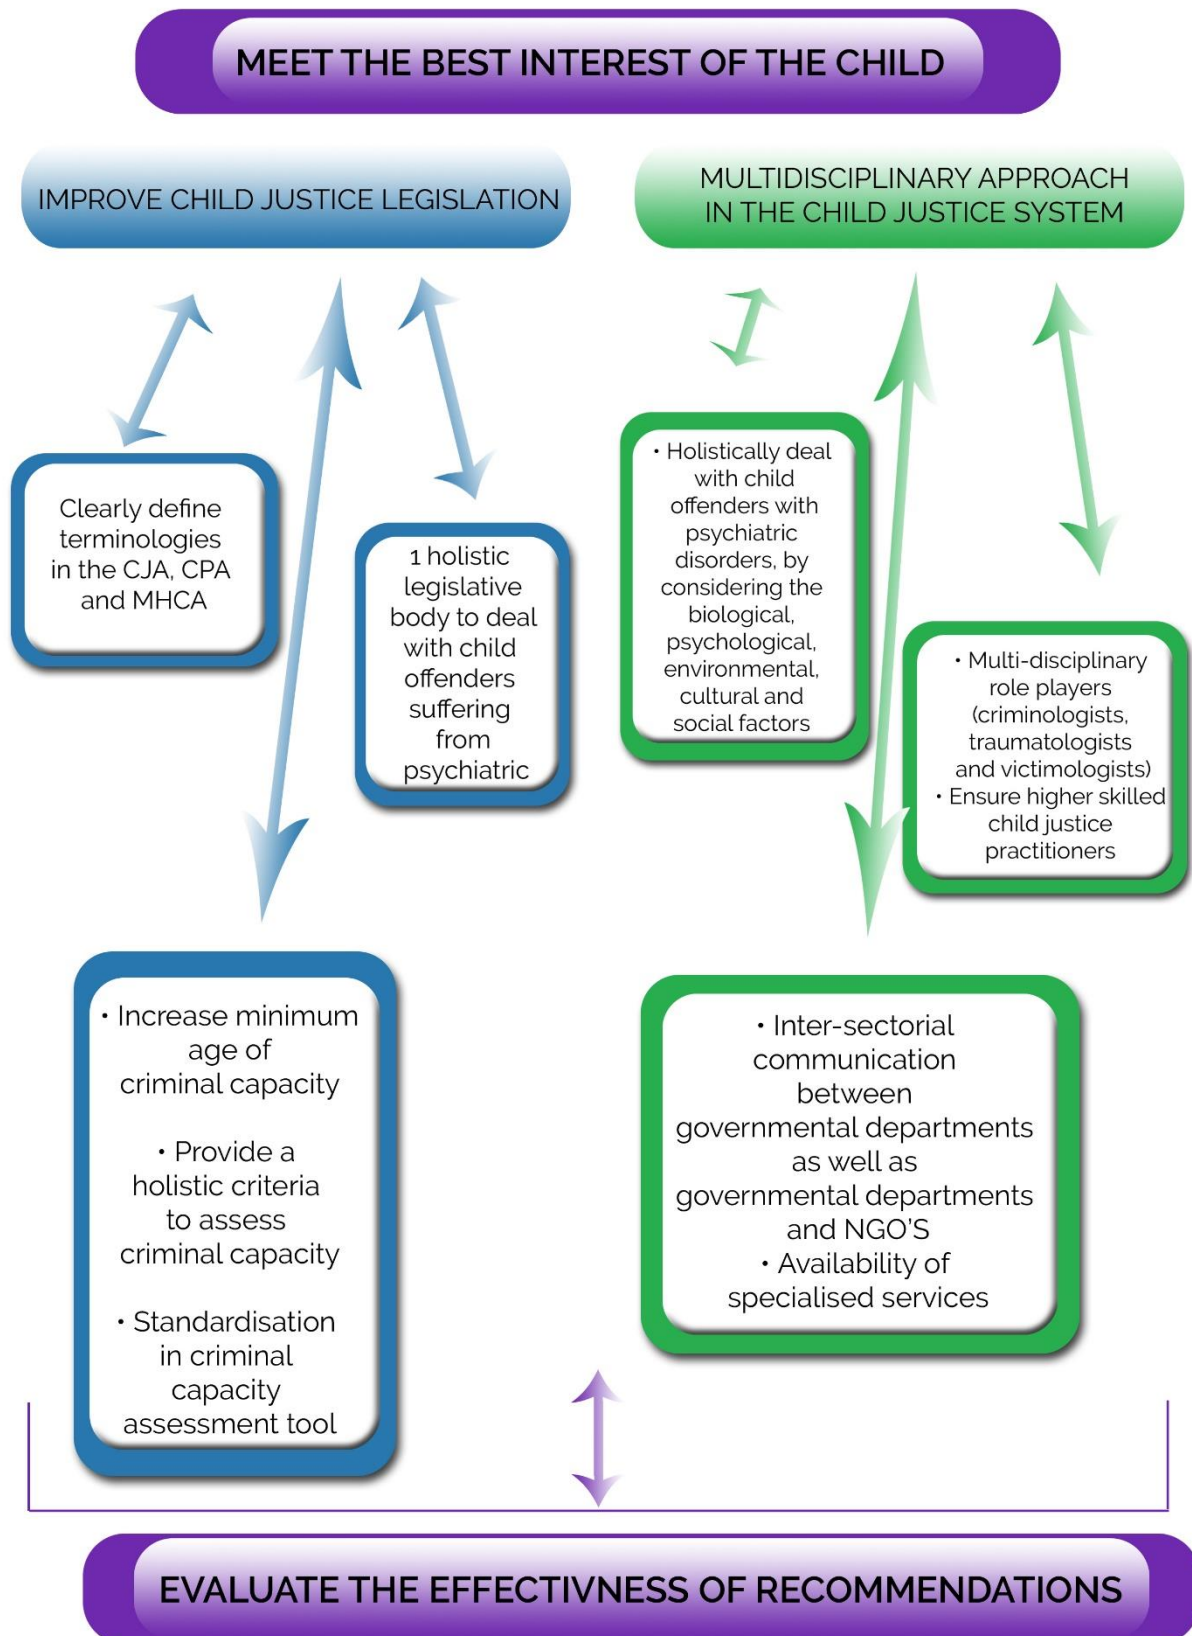 MEET THE BEST INTEREST OF THE CHILD
IMPROVE CHILD JUSTICE LEGISLATION
MULTIDISCIPLINARY APPROACH
IN THE CHILD JUSTICE SYSTEM
Clearly define
terminologies
in the CJA, CPA
and MHCA
1 holistic
legislative
body to deal
with child
offenders
suffering
from
psychiatric
• Holistically deal
with child
offenders with
psychiatric
disorders, by
considering the
biological,
psychological,
environmental,
cultural and
social factors
• Multi-disciplinary
role players
(criminologists,
traumatologists
and victimologists)
• Ensure higher skilled
child justice
practitioners
• Increase minimum
age of
criminal capacity
• Provide a
holistic criteria
to assess
criminal capacity
• Standardisation
in criminal
capacity
assessment tool
• Inter-sectorial
communication
between
governmental departments
as well as
governmental departments
and NGO'S
• Availability of
specialised services
EVALUATE THE EFFECTIVNESS OF RECOMMENDATIONS